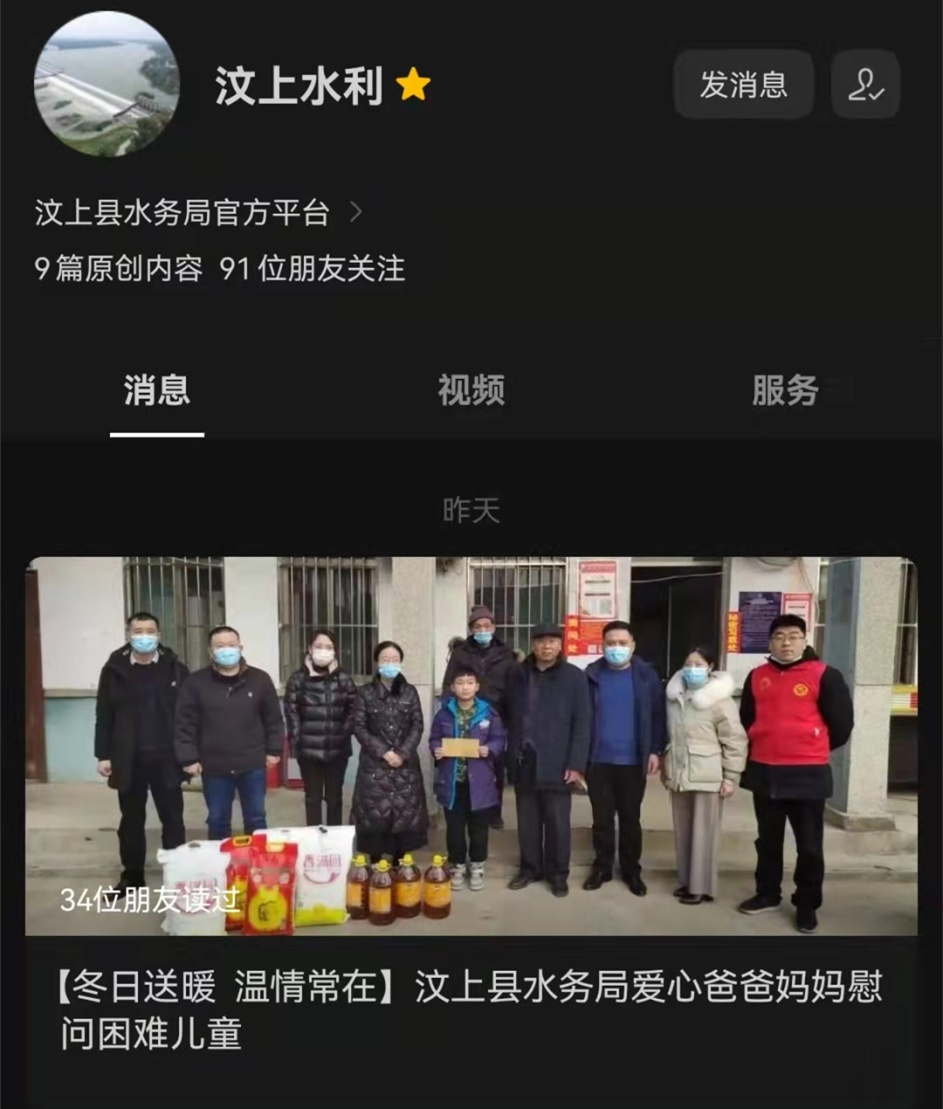 汶上水利
发消息
汶上县水务局官方平台
9篇原创内容 91位朋友关注
消息 视频 服务
昨天
34位朋友读过
【冬日送暖 温情常在】汶上县水务局爱心爸爸妈妈慰
问困难儿童